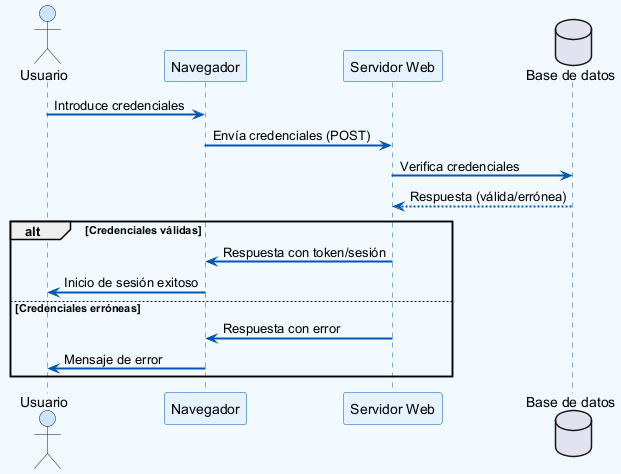 Usuario
Navegador
Servidor Web
Base de datos
Introduce credenciales
Envía credenciales (POST)
Verifica credenciales
Respuesta (válida/errónea)
alt [Credenciales válidas]
Respuesta con token/sesión
Inicio de sesión exitoso
[Credenciales erróneas]
Respuesta con error
Mensaje de error
Usuario
Navegador
Servidor Web
Base de datos